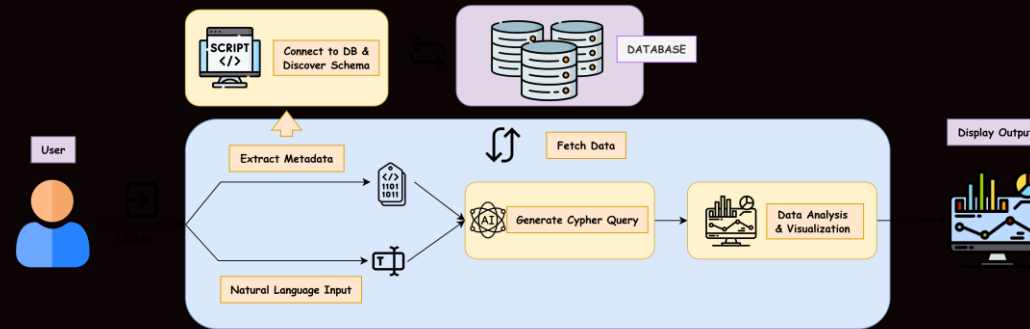 SCRIPT
</>
Connect to DB &
Discover Schema
DATABASE
User
Extract Metadata
</>
1101
1011
Fetch Data
Display Output
AI
Generate Cypher Query
Data Analysis
& Visualization
T
Natural Language Input